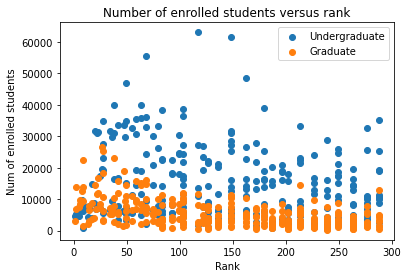 Number of enrolled students versus rank
Undergraduate
Graduate
60000
50000
40000
30000
20000
10000
0
Num of enrolled students
0 50 100 150 200 250 300
Rank